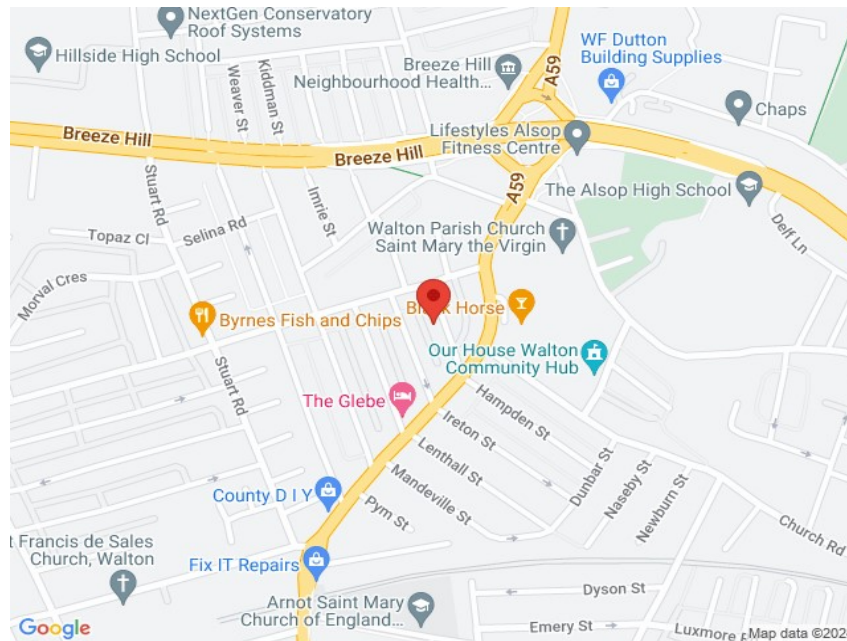 NextGen Conservatory
Roof Systems
Hillside High School
Weaver St
Kiddman St
Breeze Hill
Neighbourhood Health...
A59
WF Dutton
Building Supplies
Chaps
Breeze Hill
Breeze Hill
Lifestyles Alsop
Fitness Centre
A59
The Alsop High School
Stuart Rd
Imrie St
Selina Rd
Topaz Cl
Walton Parish Church
Saint Mary the Virgin
Delf Ln
Morval Cres
Byrnes Fish and Chips
Horse
Our House Walton
Community Hub
Stuart Rd
The Glebe
Hampden St
Ireton St
Lenthall St
Mandeville St
Dunbar St
Naseby St
Newburn St
County D I Y
Pym St
Church Rd
t Francis de Sales
Church, Walton
Fix IT Repairs
Dyson St
Arnot Saint Mary
Church of England...
Emery St
Luxmore
Google
Map data ©202